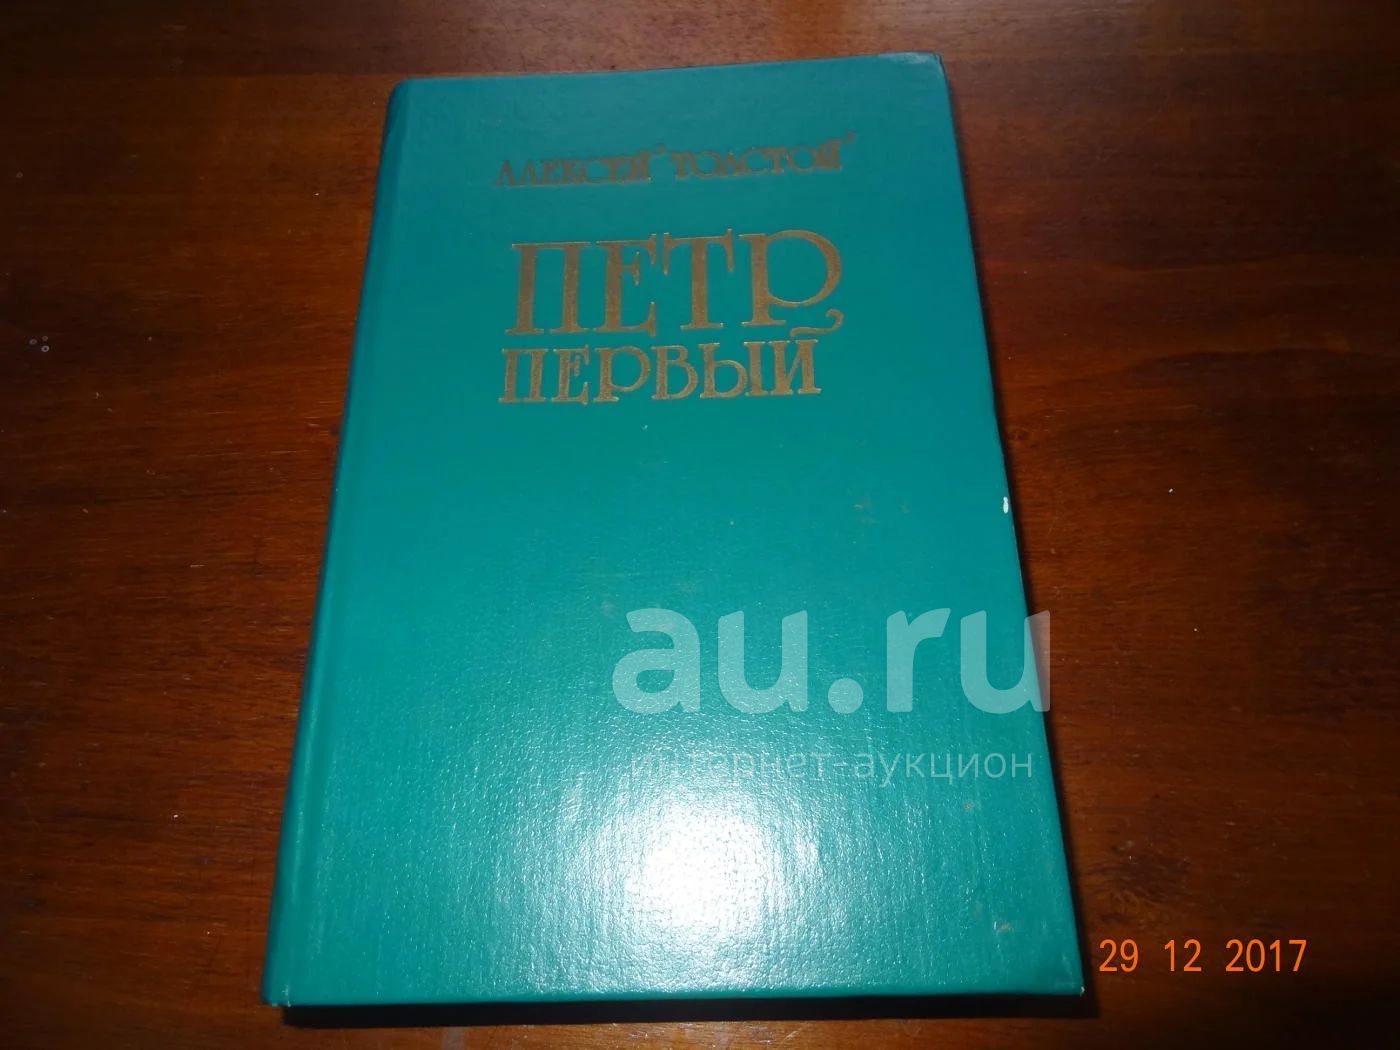 АЛЕКСЕЙ ТОЛСТОЙ
ПЕТР
ПЕРВЫЙ
au.ru
интернет-аукцион
29 12 2017